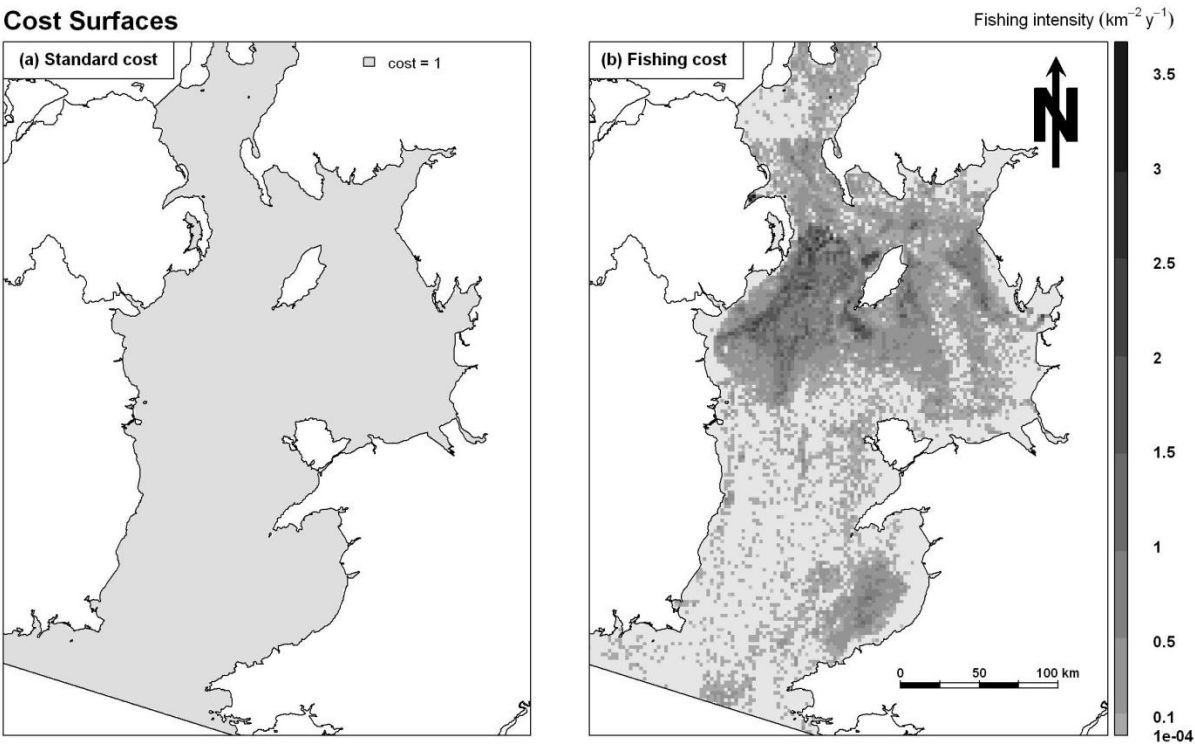 Cost Surfaces
Fishing intensity (km⁻² y⁻¹)
(a) Standard cost
cost = 1
(b) Fishing cost
N
3.5
3
2.5
2
1.5
1
0.5
0.1
1e-04
0 50 100 km